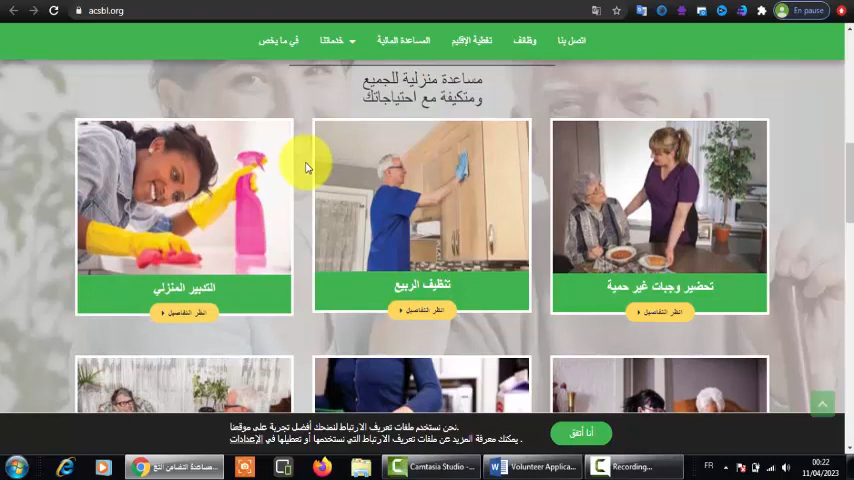 acsbl.org
En pause
في ما يخص
خدماتنا
المساعدة المالية
تغطية الإقليم
وظائف
اتصل بنا
مساعدة منزلية للجميع
ومتكيفة مع احتياجاتك
التدبير المنزلي
انظر التفاصيل
تنظيف الربيع
انظر التفاصيل
تحضير وجبات غير حمية
انظر التفاصيل
نحن نستخدم ملفات تعريف الارتباط لنمنحك أفضل تجربة على موقعنا.
يمكنك معرفة المزيد عن ملفات تعريف الارتباط التي نستخدمها أو تعطيلها في الإعدادات .
أنا أتفق
Camtasia Studio -...
Volunteer Applica...
Recording...
FR
00:22
11/04/2023